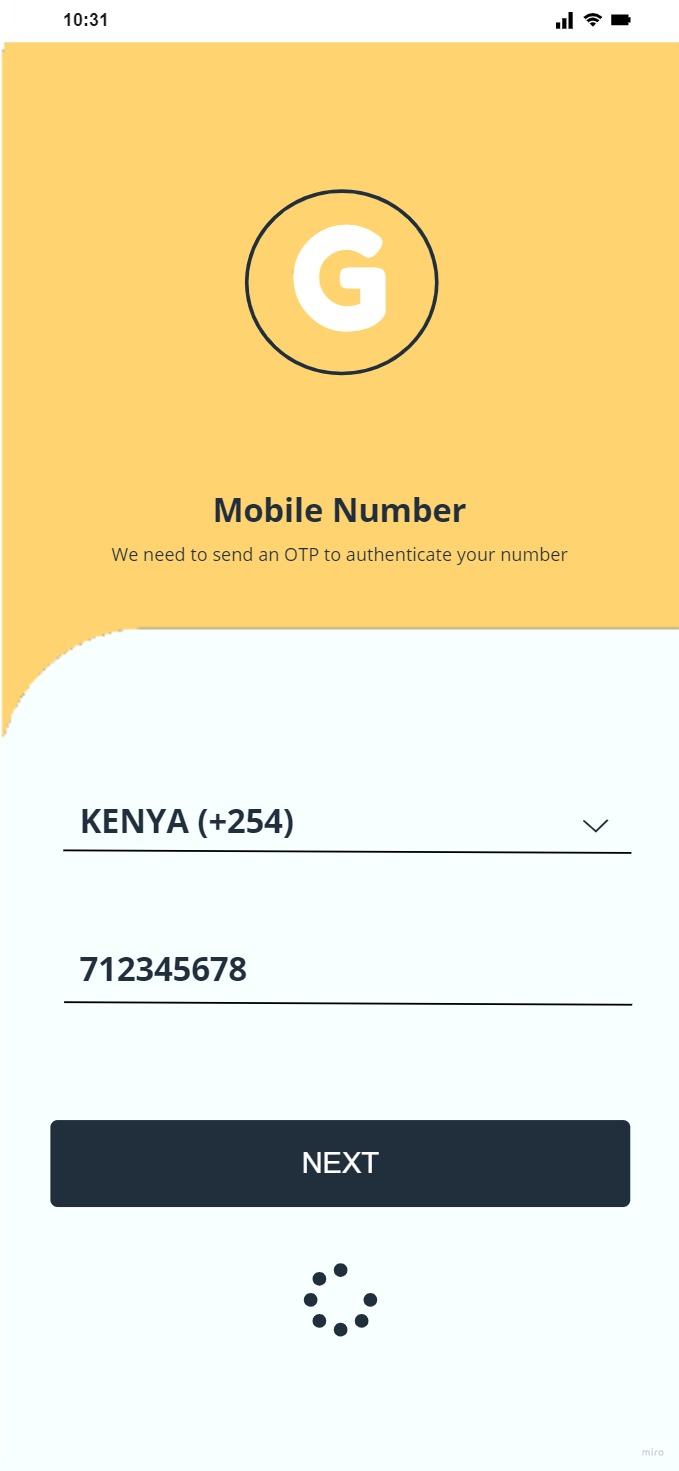 10:31
G
Mobile Number
We need to send an OTP to authenticate your number
KENYA (+254)
712345678
NEXT
miro